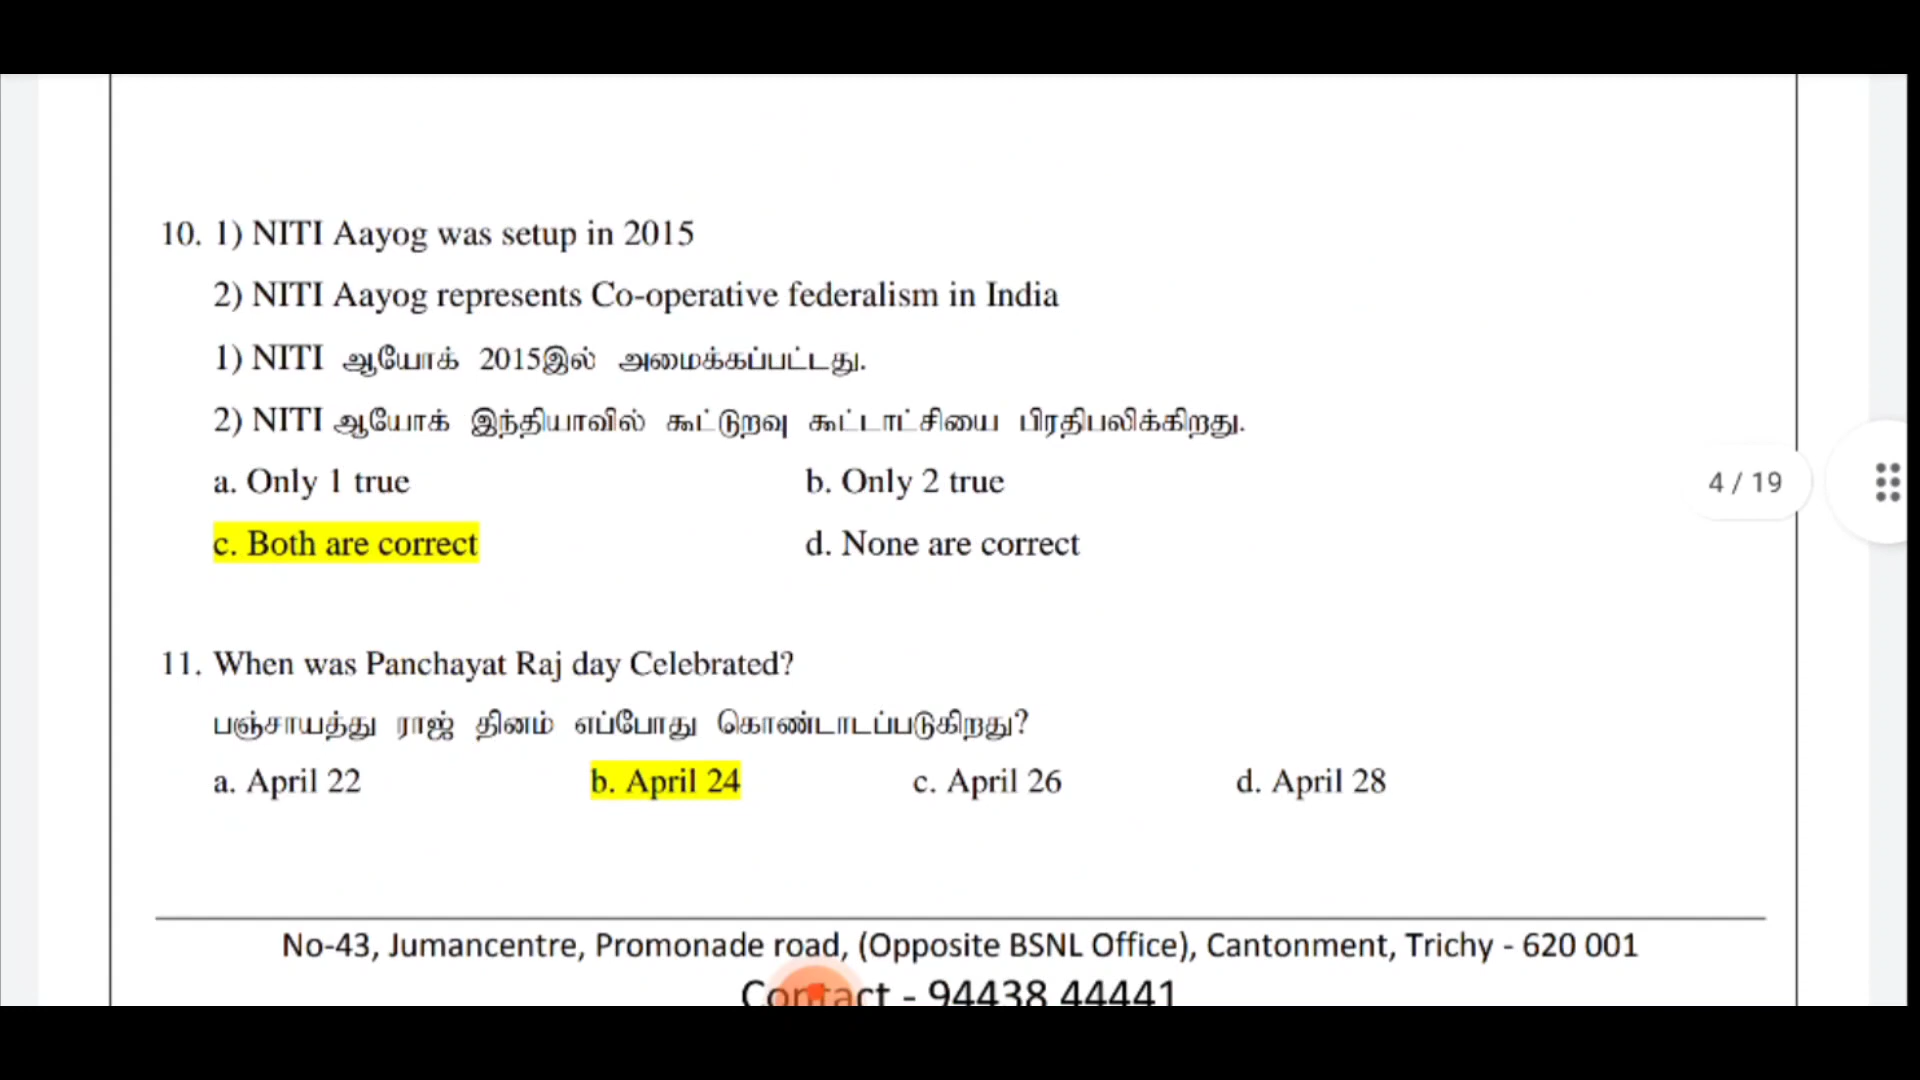 10. 1) NITI Aayog was setup in 2015
2) NITI Aayog represents Co-operative federalism in India
1) NITI ஆயோக் 2015இல் அமைக்கப்பட்டது.
2) NITI ஆயோக் இந்தியாவில் கூட்டுறவு கூட்டாட்சியை பிரதிபலிக்கிறது.
a. Only 1 true b. Only 2 true
4 / 19
c. Both are correct d. None are correct
11. When was Panchayat Raj day Celebrated?
பஞ்சாயத்து ராஜ் தினம் எப்போது கொண்டாடப்படுகிறது?
a. April 22 b. April 24 c. April 26 d. April 28
No-43, Jumancentre, Promonade road, (Opposite BSNL Office), Cantonment, Trichy - 620 001
Contact - 94438 44441